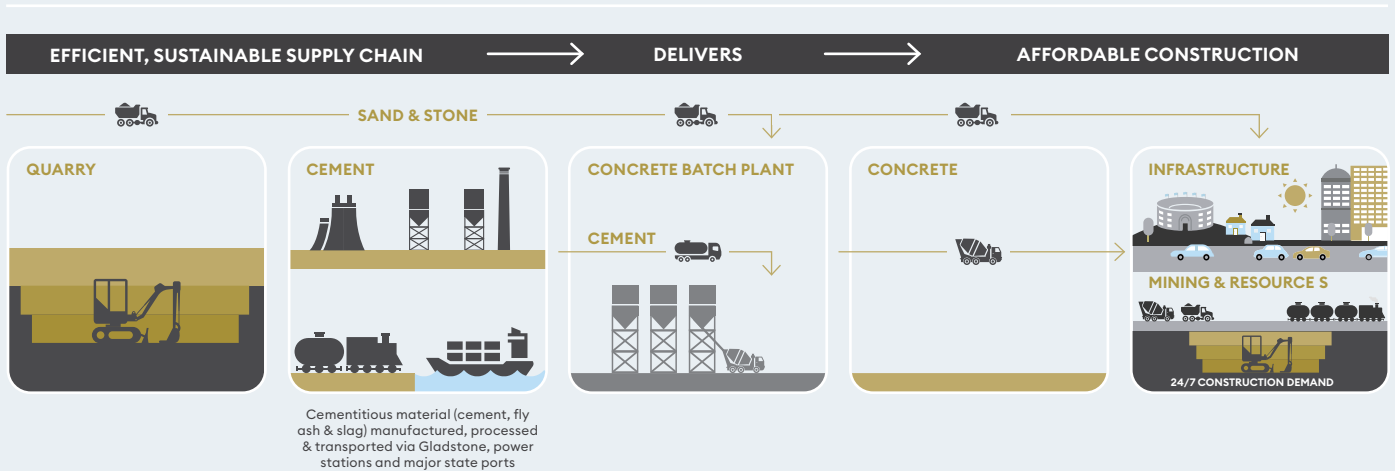 EFFICIENT, SUSTAINABLE SUPPLY CHAIN
DELIVERS
AFFORDABLE CONSTRUCTION
SAND & STONE
QUARRY
CEMENT
CONCRETE BATCH PLANT
CONCRETE
INFRASTRUCTURE
CEMENT
MINING & RESOURCE S
24/7 CONSTRUCTION DEMAND
Cementitious material (cement, fly
ash & slag) manufactured, processed
& transported via Gladstone, power
stations and major state ports